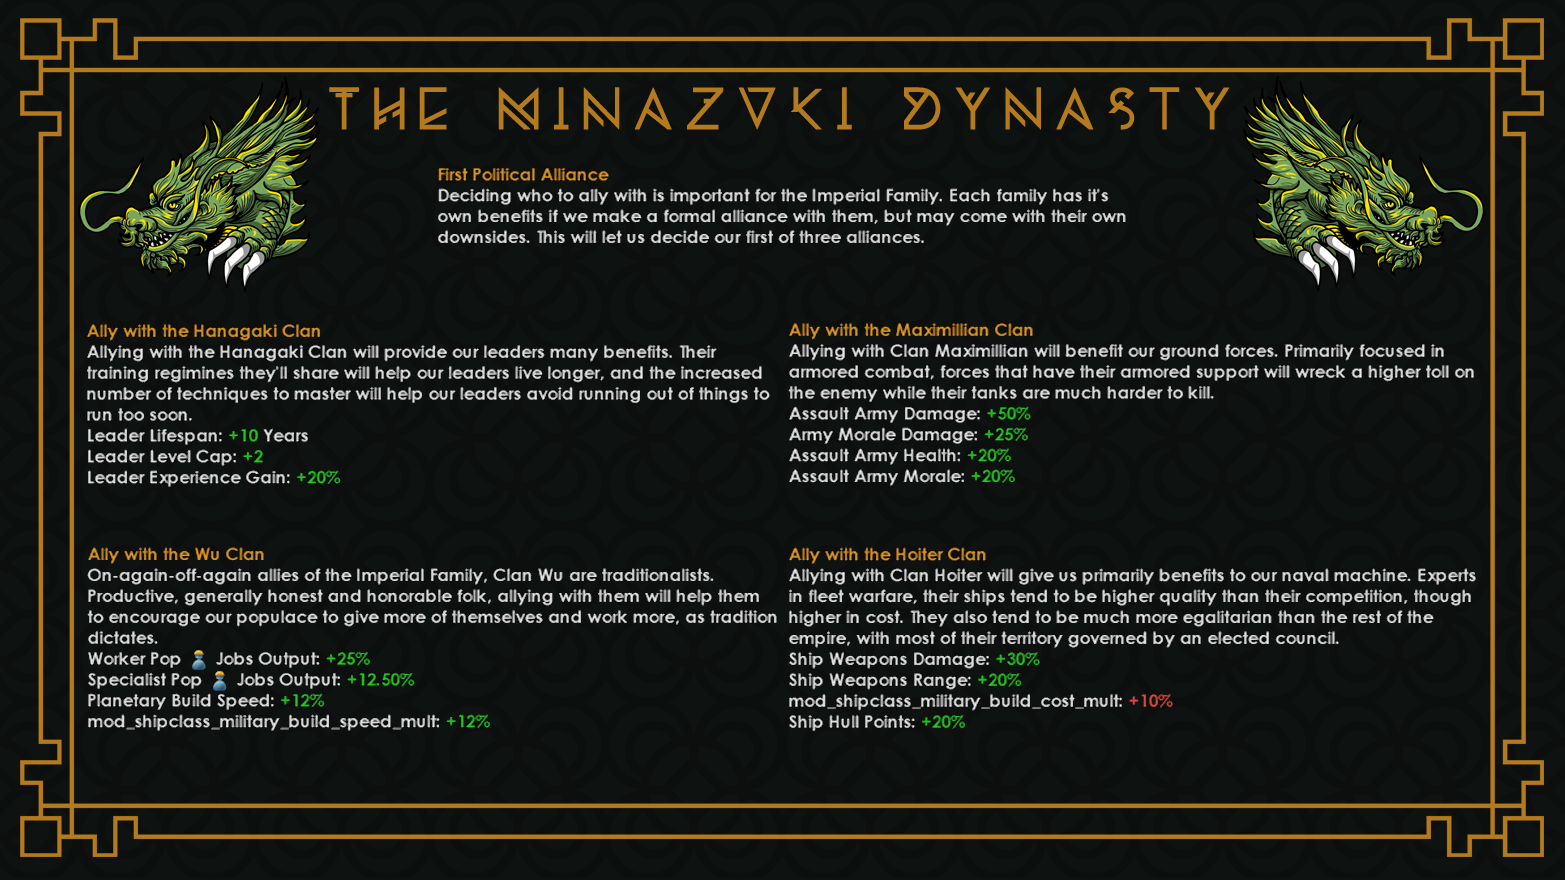 THE MINAZUKI DYNASTY
First Political Alliance
Deciding who to ally with is important for the Imperial Family. Each family has it's
own benefits if we make a formal alliance with them, but may come with their own
downsides. This will let us decide our first of three alliances.
Ally with the Hanagaki Clan
Allying with the Hanagaki Clan will provide our leaders many benefits. Their
training regimines they'll share will help our leaders live longer, and the increased
number of techniques to master will help our leaders avoid running out of things to
run too soon.
Leader Lifespan: +10 Years
Leader Level Cap: +2
Leader Experience Gain: +20%
Ally with the Maximillian Clan
Allying with Clan Maximillian will benefit our ground forces. Primarily focused in
armored combat, forces that have their armored support will wreck a higher toll on
the enemy while their tanks are much harder to kill.
Assault Army Damage: +50%
Army Morale Damage: +25%
Assault Army Health: +20%
Assault Army Morale: +20%
Ally with the Wu Clan
On-again-off-again allies of the Imperial Family, Clan Wu are traditionalists.
Productive, generally honest and honorable folk, allying with them will help them
to encourage our populace to give more of themselves and work more, as tradition
dictates.
Worker Pop Jobs Output: +25%
Specialist Pop Jobs Output: +12.50%
Planetary Build Speed: +12%
mod_shipclass_military_build_speed_mult: +12%
Ally with the Hoiter Clan
Allying with Clan Hoiter will give us primarily benefits to our naval machine. Experts
in fleet warfare, their ships tend to be higher quality than their competition, though
higher in cost. They also tend to be much more egalitarian than the rest of the
empire, with most of their territory governed by an elected council.
Ship Weapons Damage: +30%
Ship Weapons Range: +20%
mod_shipclass_military_build_cost_mult: +10%
Ship Hull Points: +20%